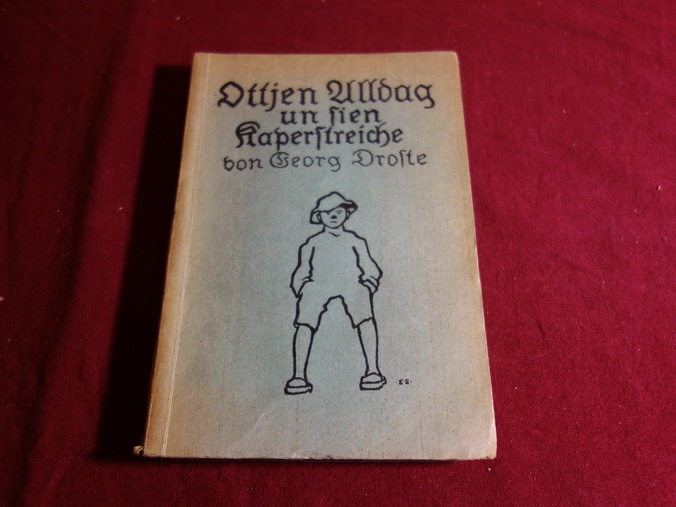 Ottjen Alldag
un sien
Kaperstreiche
von Georg Droste